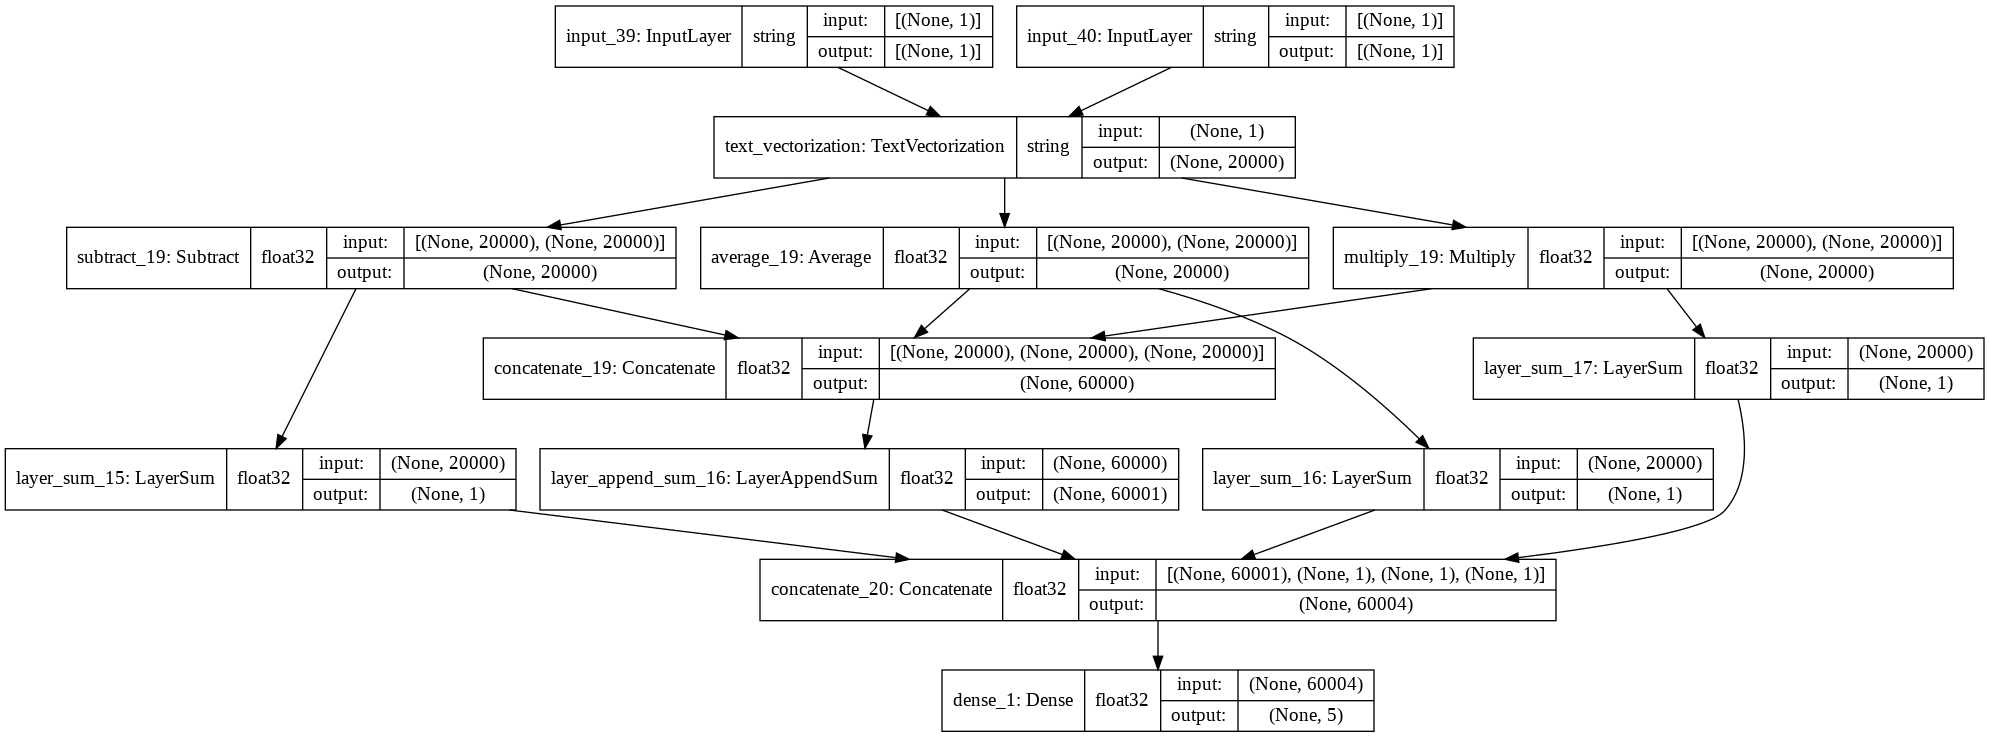 input_39: InputLayer string input: [(None, 1)]
output: [(None, 1)]
input_40: InputLayer string input: [(None, 1)]
output: [(None, 1)]
text_vectorization: TextVectorization string input: (None, 1)
output: (None, 20000)
subtract_19: Subtract float32 input: [(None, 20000), (None, 20000)]
output: (None, 20000)
average_19: Average float32 input: [(None, 20000), (None, 20000)]
output: (None, 20000)
multiply_19: Multiply float32 input: [(None, 20000), (None, 20000)]
output: (None, 20000)
concatenate_19: Concatenate float32 input: [(None, 20000), (None, 20000), (None, 20000)]
output: (None, 60000)
layer_sum_17: LayerSum float32 input: (None, 20000)
output: (None, 1)
layer_sum_15: LayerSum float32 input: (None, 20000)
output: (None, 1)
layer_append_sum_16: LayerAppendSum float32 input: (None, 60000)
output: (None, 60001)
layer_sum_16: LayerSum float32 input: (None, 20000)
output: (None, 1)
concatenate_20: Concatenate float32 input: [(None, 60001), (None, 1), (None, 1), (None, 1)]
output: (None, 60004)
dense_1: Dense float32 input: (None, 60004)
output: (None, 5)